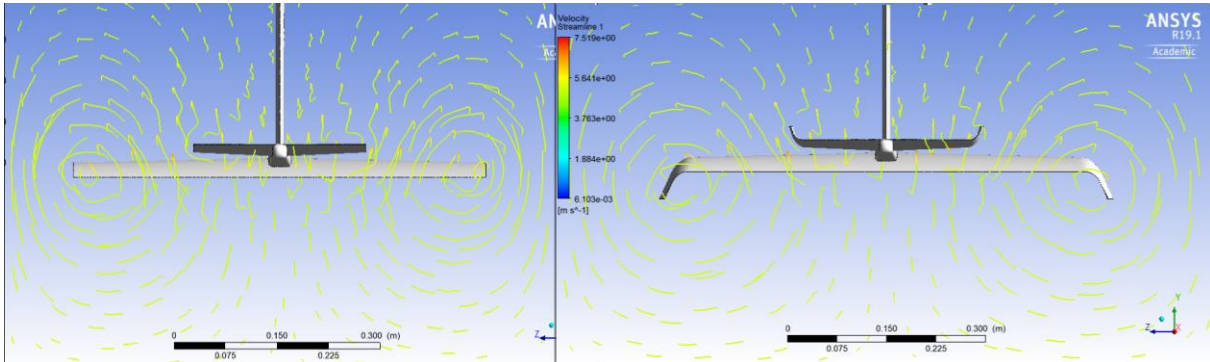 AN
Aca
Z
0
0.150
0.300 (m)
0.075
0.225
Velocity
Streamline 1
7.519e+00
5.641e+00
3.763e+00
1.884e+00
6.103e-03
[m s^-1]
ANSYS
R19.1
Academic
0
0.150
0.300 (m)
0.075
0.225
Y
Z
X